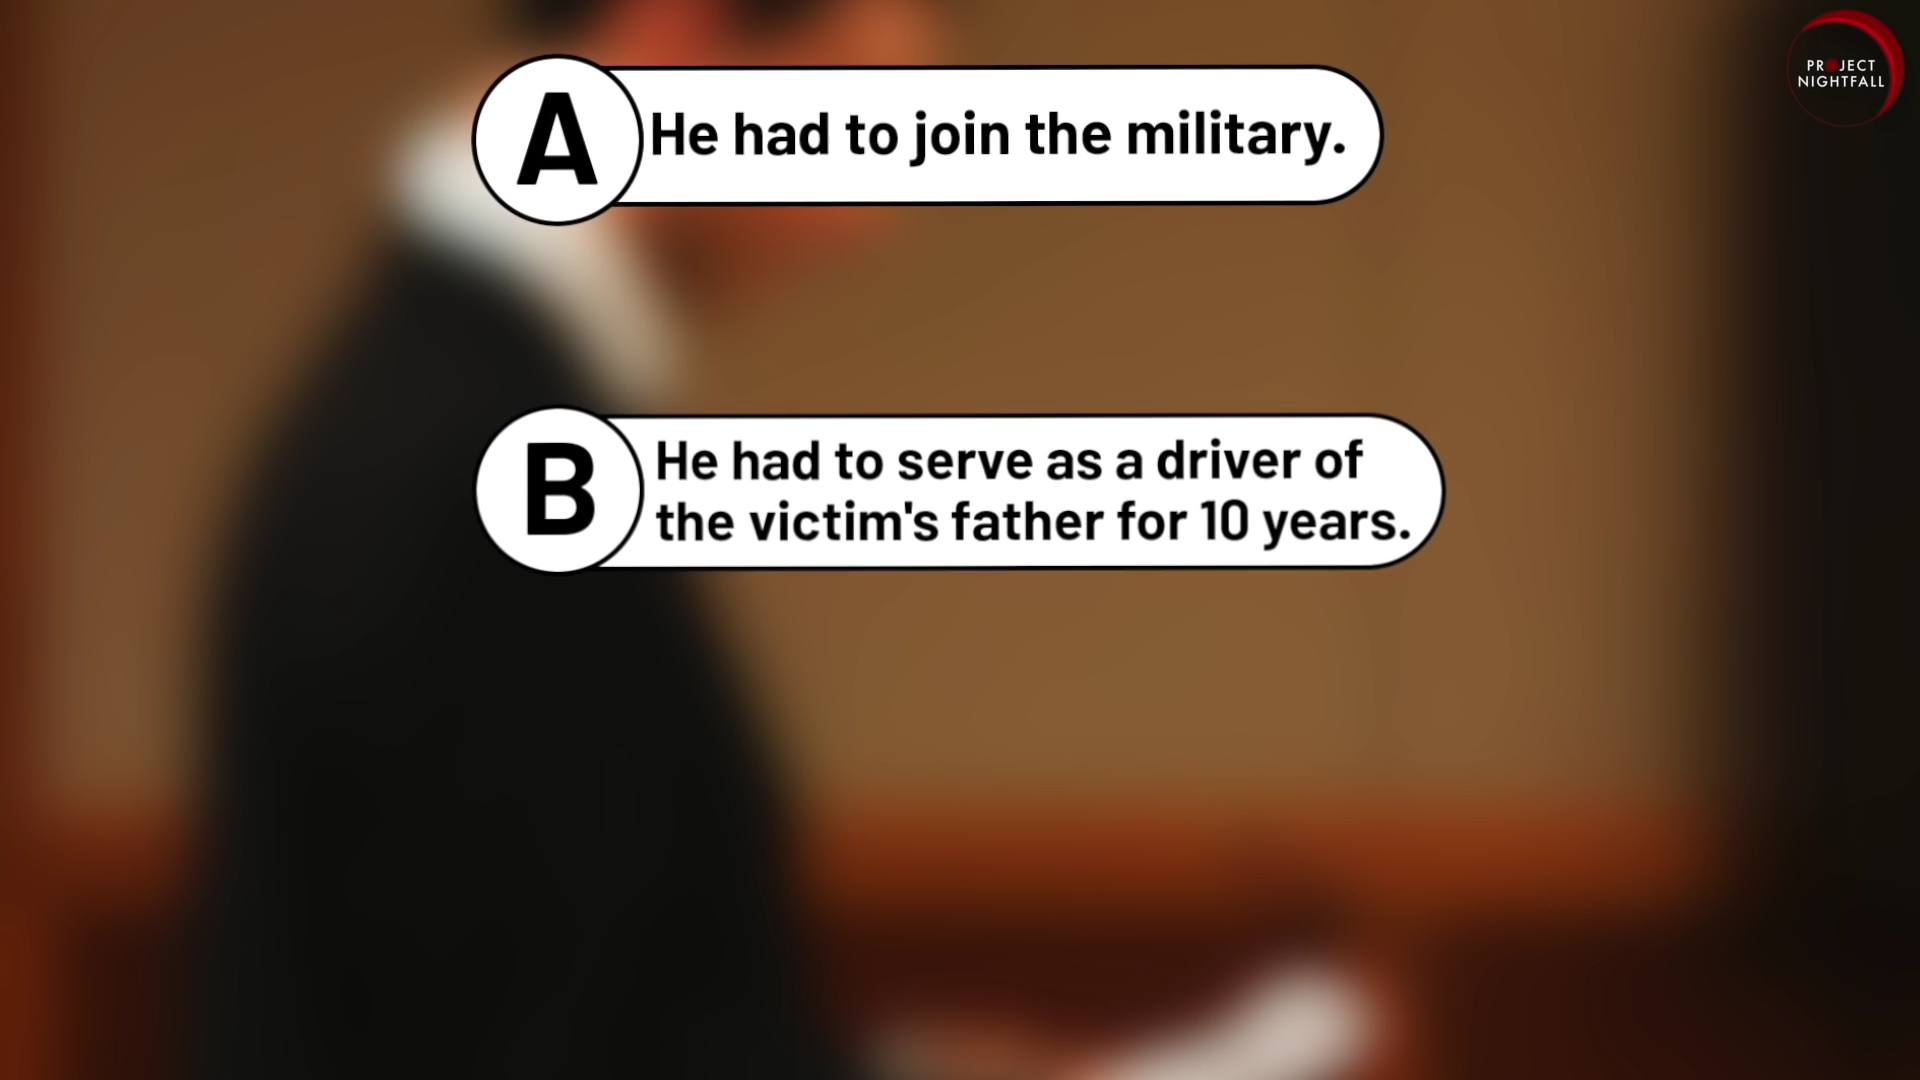 A
He had to join the military.
B
He had to serve as a driver of
the victim's father for 10 years.
PROJECT
NIGHTFALL